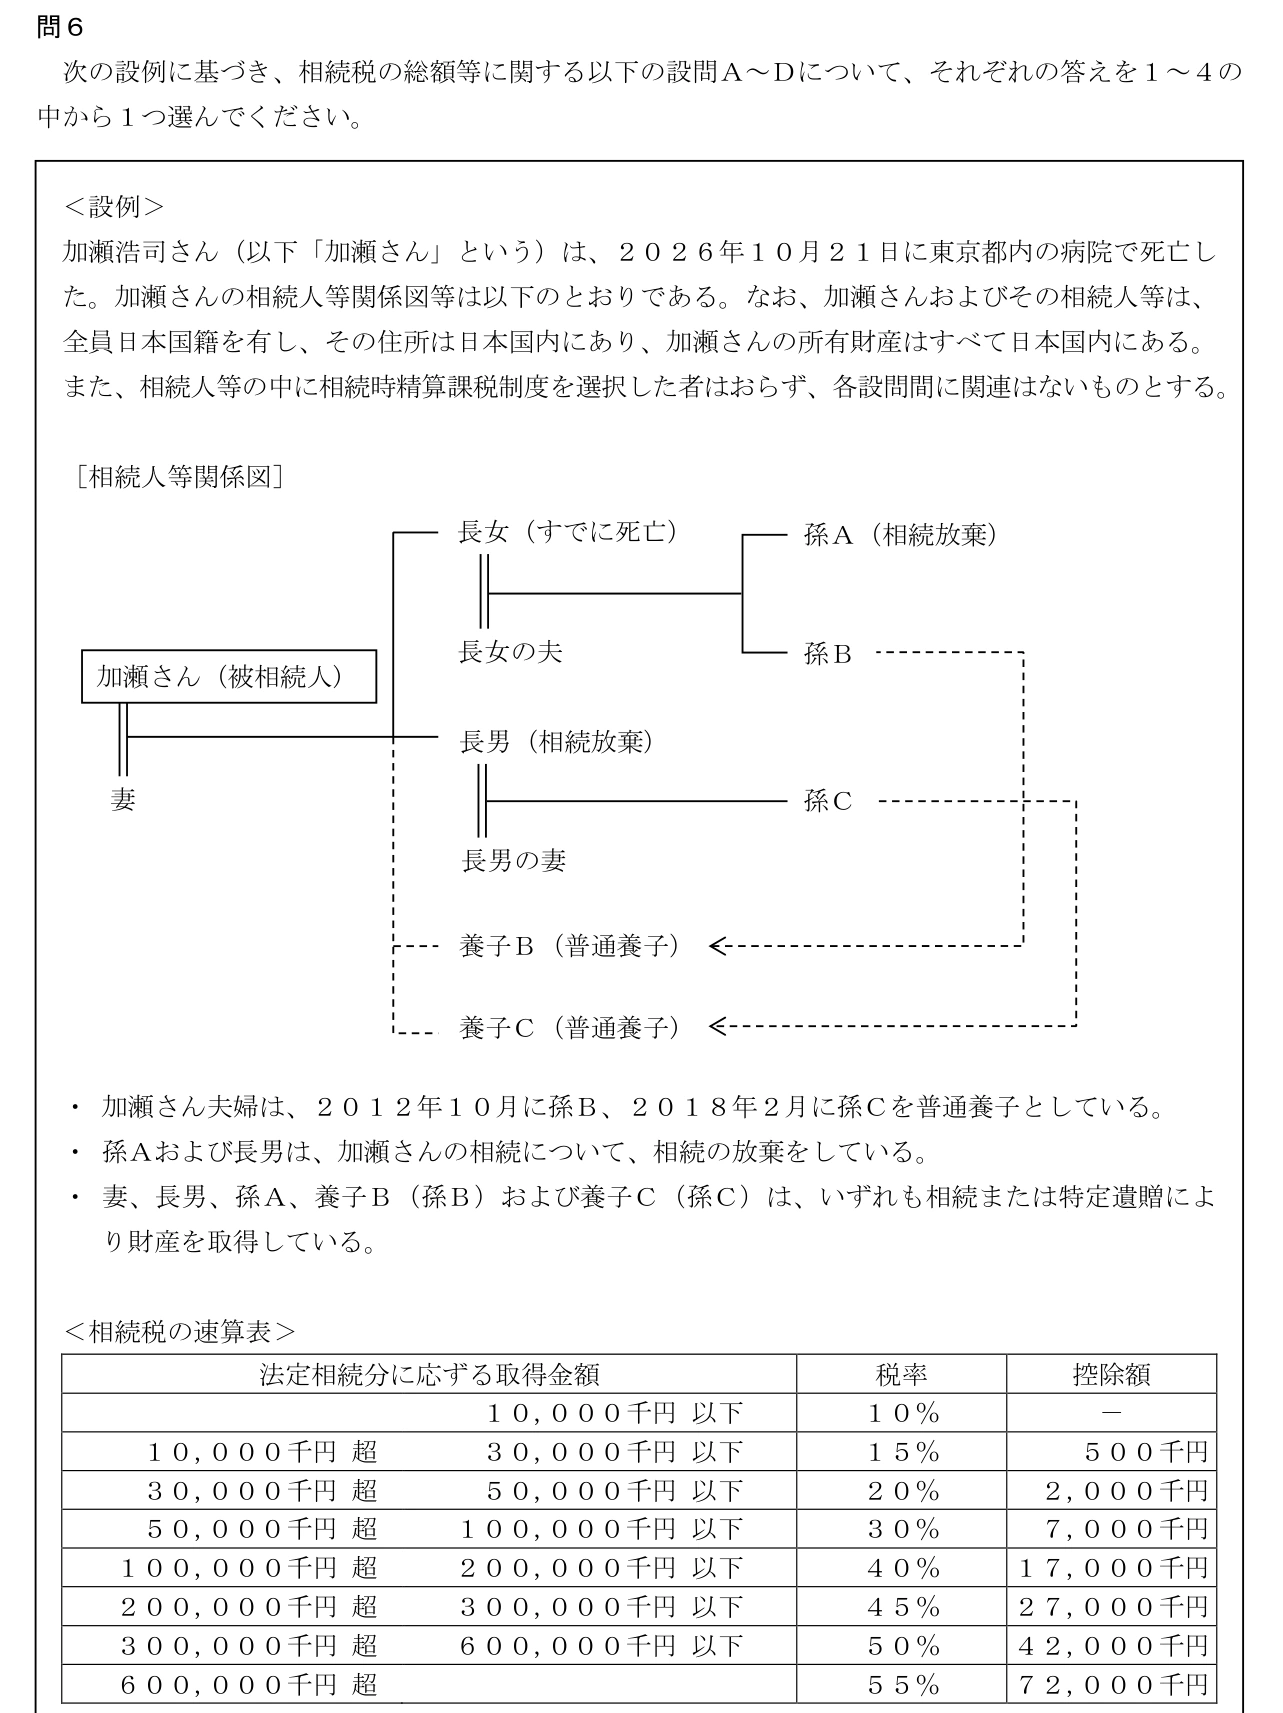 問６
次の設例に基づき、相続税の総額等に関する以下の設問Ａ～Ｄについて、それぞれの答えを１～４の
中から１つ選んでください。
＜設例＞
加瀬浩司さん（以下「加瀬さん」という）は、２０２６年１０月２１日に東京都内の病院で死亡し
た。加瀬さんの相続人等関係図等は以下のとおりである。なお、加瀬さんおよびその相続人等は、
全員日本国籍を有し、その住所は日本国内にあり、加瀬さんの所有財産はすべて日本国内にある。
また、相続人等の中に相続時精算課税制度を選択した者はおらず、各設問間に関連はないものとする。
［相続人等関係図］
長女（すでに死亡）
孫Ａ（相続放棄）
長女の夫
孫Ｂ
加瀬さん（被相続人）
長男（相続放棄）
妻
孫Ｃ
長男の妻
養子Ｂ（普通養子）
養子Ｃ（普通養子）
・ 加瀬さん夫婦は、２０１２年１０月に孫Ｂ、２０１８年２月に孫Ｃを普通養子としている。
・ 孫Ａおよび長男は、加瀬さんの相続について、相続の放棄をしている。
・ 妻、長男、孫Ａ、養子Ｂ（孫Ｂ）および養子Ｃ（孫Ｃ）は、いずれも相続または特定遺贈によ
り財産を取得している。
＜相続税の速算表＞
法定相続分に応ずる取得金額 税率 控除額
１０,０００千円 以下 １０％ －
１０,０００千円 超 ３０,０００千円 以下 １５％ ５００千円
３０,０００千円 超 ５０,０００千円 以下 ２０％ ２,０００千円
５０,０００千円 超 １００,０００千円 以下 ３０％ ７,０００千円
１００,０００千円 超 ２００,０００千円 以下 ４０％ １７,０００千円
２００,０００千円 超 ３００,０００千円 以下 ４５％ ２７,０００千円
３００,０００千円 超 ６００,０００千円 以下 ５０％ ４２,０００千円
６００,０００千円 超 ５５％ ７２,０００千円